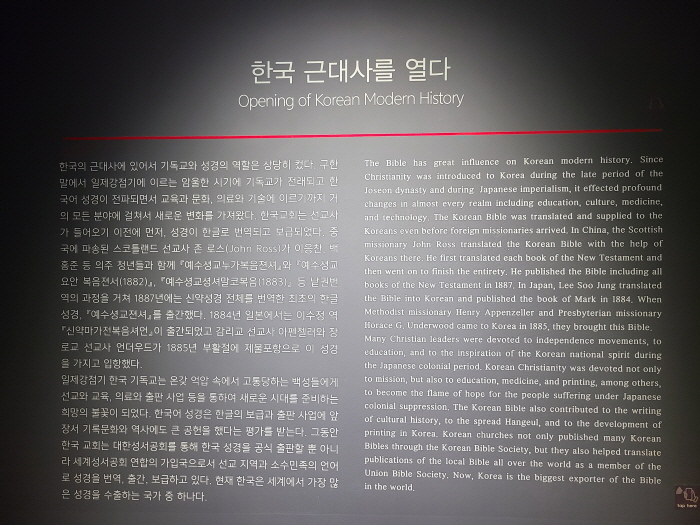 한국 근대사를 열다
Opening of Korean Modern History
한국의 근대사에 있어서 기독교와 성경의 역할은 상당히 컸다. 구한
말에서 일제강점기에 이르는 암울한 시기에 기독교가 전래되고 한
국어 성경이 전파되면서 교육과 문화, 의료와 기술에 이르기까지 거
의 모든 분야에 걸쳐서 새로운 변화를 가져왔다. 한국교회는 선교사
가 들어오기 이전에 먼저, 성경이 한글로 번역되고 보급되었다. 중
국에 파송된 스코틀랜드 선교사 존 로스(John Ross)가 이응찬, 백
홍준 등 의주 청년들과 함께 『예수성교누가복음젼셔』와 『예수성교
요안 복음젼셔(1882)』, 『예수성교셩셔말코복음(1883)』 등 낱권번
역의 과정을 거쳐 1887년에는 신약성경 전체를 번역한 최초의 한글
성경, 『예수성교젼셔』를 출간했다. 1884년 일본에서는 이수정 역
『신약마가젼복음셔언』이 출간되었고 감리교 선교사 아펜젤러와 장
로교 선교사 언더우드가 1885년 부활절에 제물포항으로 이 성경
을 가지고 입항했다.
일제강점기 한국 기독교는 온갖 억압 속에서 고통당하는 백성들에게
선교와 교육, 의료와 출판 사업 등을 통하여 새로운 시대를 준비하는
희망의 불꽃이 되었다. 한국어 성경은 한글의 보급과 출판 사업에 앞
장서 기록문화와 역사에도 큰 공헌을 했다는 평가를 받는다. 그동안
한국 교회는 대한성서공회를 통해 한국 성경을 공식 출판할 뿐 아니
라 세계성서공회 연합의 가입국으로서 선교 지역과 소수민족의 언어
로 성경을 번역, 출간, 보급하고 있다. 현재 한국은 세계에서 가장 많
은 성경을 수출하는 국가 중 하나다.
The Bible has great influence on Korean modern history. Since
Christianity was introduced to Korea during the late period of the
Joseon dynasty and during Japanese imperialism, it effected profound
changes in almost every realm including education, culture, medicine,
and technology. The Korean Bible was translated and supplied to the
Koreans even before foreign missionaries arrived. In China, the Scottish
missionary John Ross translated the Korean Bible with the help of
Koreans there. He first translated each book of the New Testament and
then went on to finish the entirety. He published the Bible including all
books of the New Testament in 1887. In Japan, Lee Soo Jung translated
the Bible into Korean and published the book of Mark in 1884. When
Methodist missionary Henry Appenzeller and Presbyterian missionary
Horace G. Underwood came to Korea in 1885, they brought this Bible.
Many Christian leaders were devoted to independence movements, to
education, and to the inspiration of the Korean national spirit during
the Japanese colonial period. Korean Christianity was devoted not only
to mission, but also to education, medicine, and printing, among others,
to become the flame of hope for the people suffering under Japanese
colonial suppression. The Korean Bible also contributed to the writing
of cultural history, to the spread Hangeul, and to the development of
printing in Korea. Korean churches not only published many Korean
Bibles through the Korean Bible Society, but they also helped translate
publications of the local Bible all over the world as a member of the
Union Bible Society. Now, Korea is the biggest exporter of the Bible
in the world.